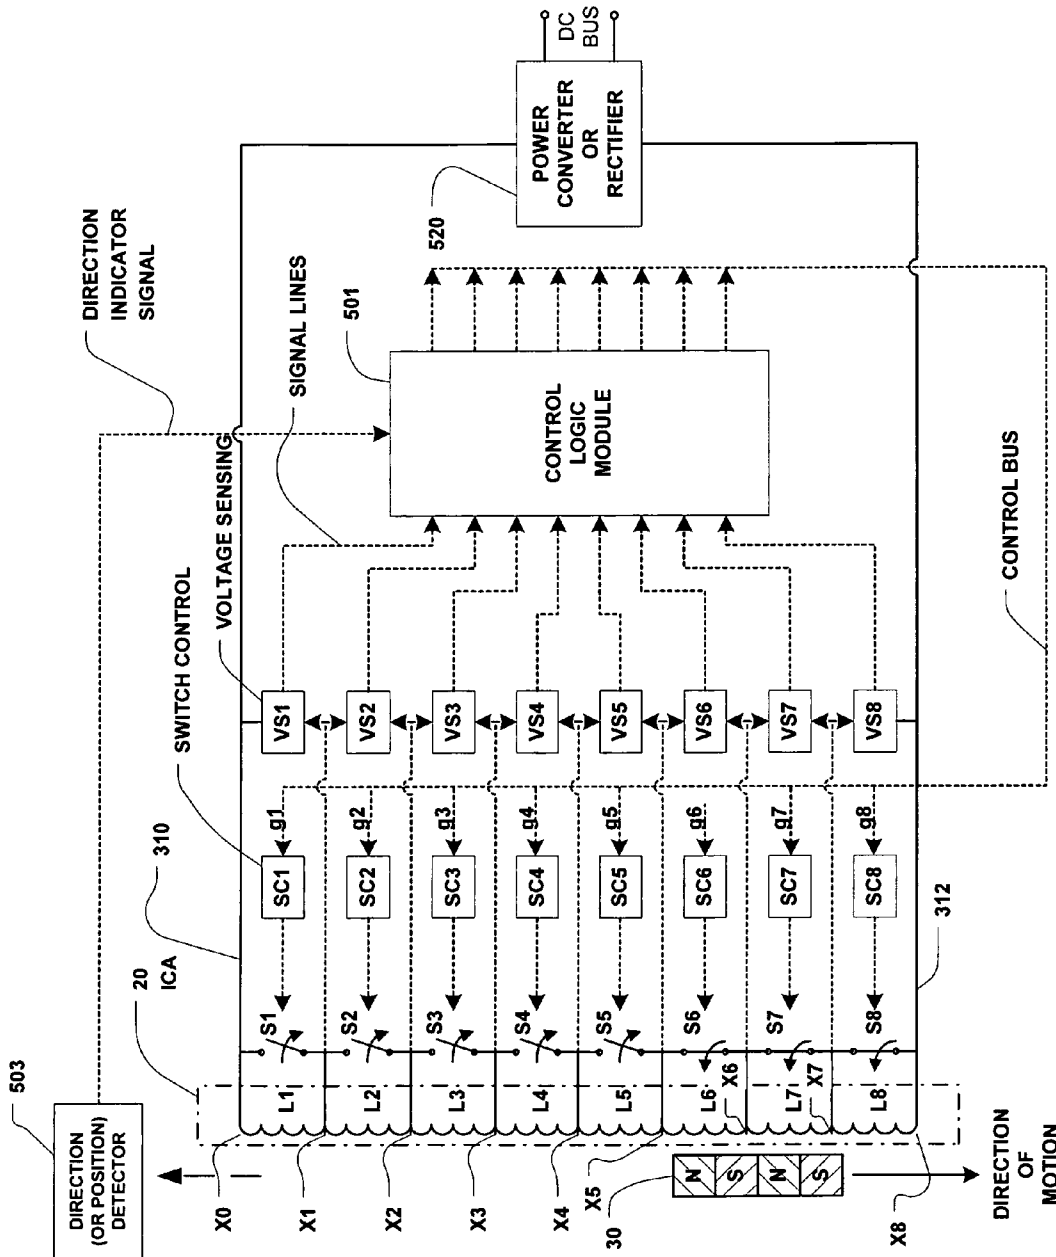 503
DIRECTION
(OR POSITION)
DETECTOR
DIRECTION
INDICATOR
SIGNAL
20
ICA
310
SWITCH CONTROL
VOLTAGE SENSING
SIGNAL LINES
501
520
POWER
CONVERTER
OR
RECTIFIER
DC
BUS
CONTROL
LOGIC
MODULE
CONTROL BUS
X0
L1
S1
SC1
g1
VS1
X1
L2
S2
SC2
g2
VS2
X2
L3
S3
SC3
g3
VS3
X3
L4
S4
SC4
g4
VS4
X4
L5
S5
SC5
g5
VS5
X5
L6
S6
SC6
g6
VS6
X6
L7
S7
SC7
g7
VS7
X7
L8
S8
SC8
g8
VS8
X8
30
N
S
N
S
312
DIRECTION
OF
MOTION